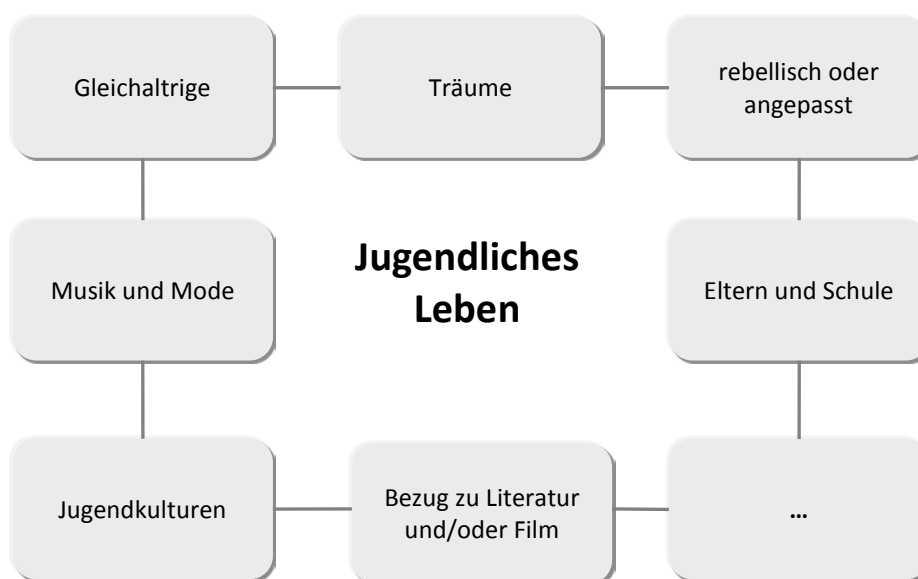 Gleichaltrige
Träume
rebellisch oder
angepasst
Musik und Mode
Jugendliches
Leben
Eltern und Schule
Jugendkulturen
Bezug zu Literatur
und/oder Film
...